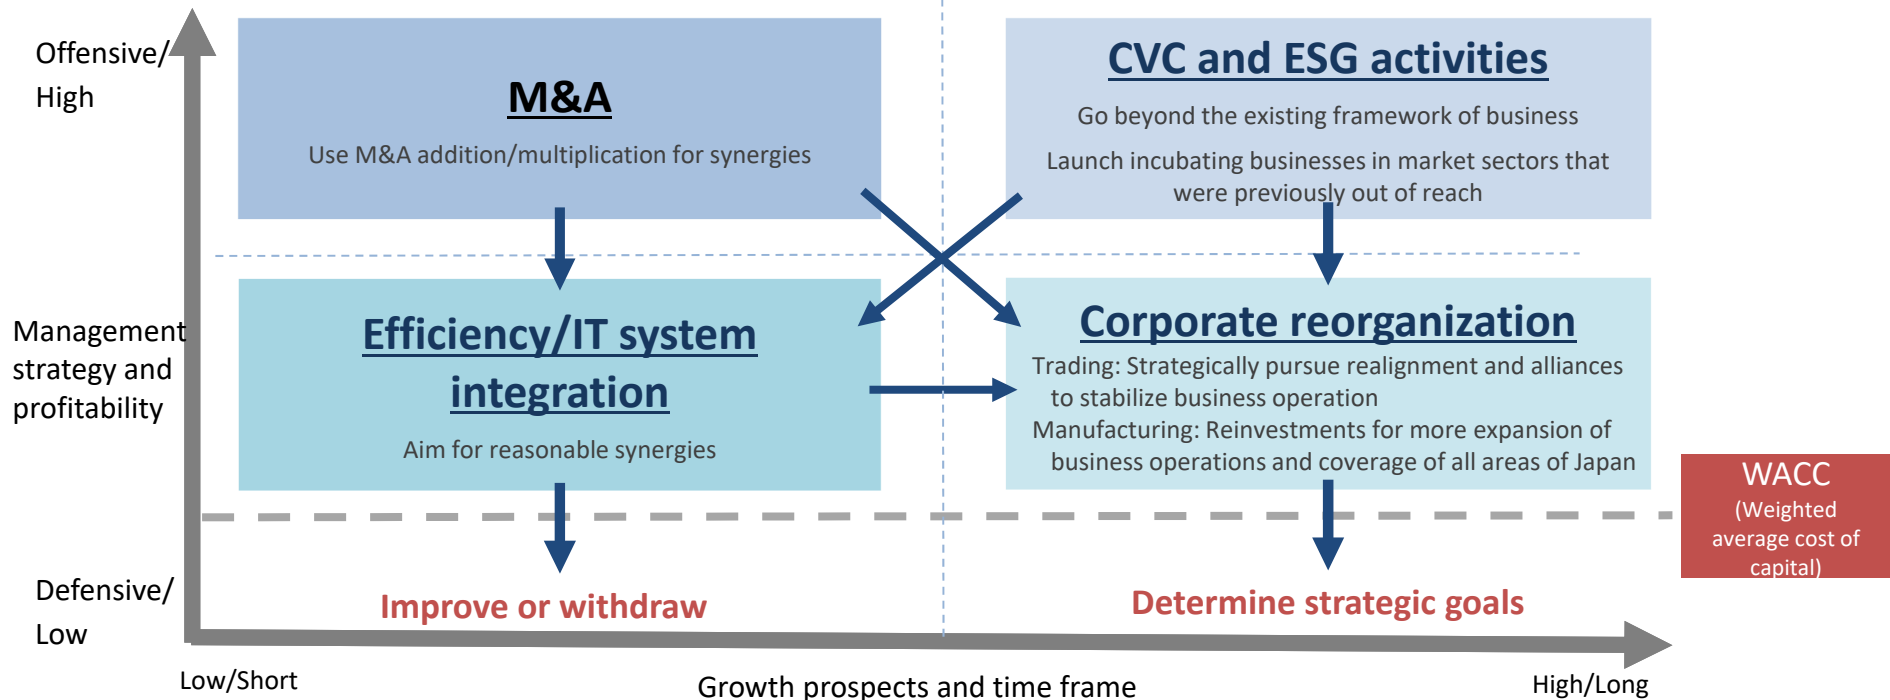 Offensive/
High
M&A
Use M&A addition/multiplication for synergies
CVC and ESG activities
Go beyond the existing framework of business
Launch incubating businesses in market sectors that
were previously out of reach
Management
strategy and
profitability
Efficiency/IT system
integration
Aim for reasonable synergies
Corporate reorganization
Trading: Strategically pursue realignment and alliances
to stabilize business operation
Manufacturing: Reinvestments for more expansion of
business operations and coverage of all areas of Japan
WACC
(Weighted
average cost of
capital)
Defensive/
Low
Improve or withdraw
Determine strategic goals
Low/Short
Growth prospects and time frame
High/Long